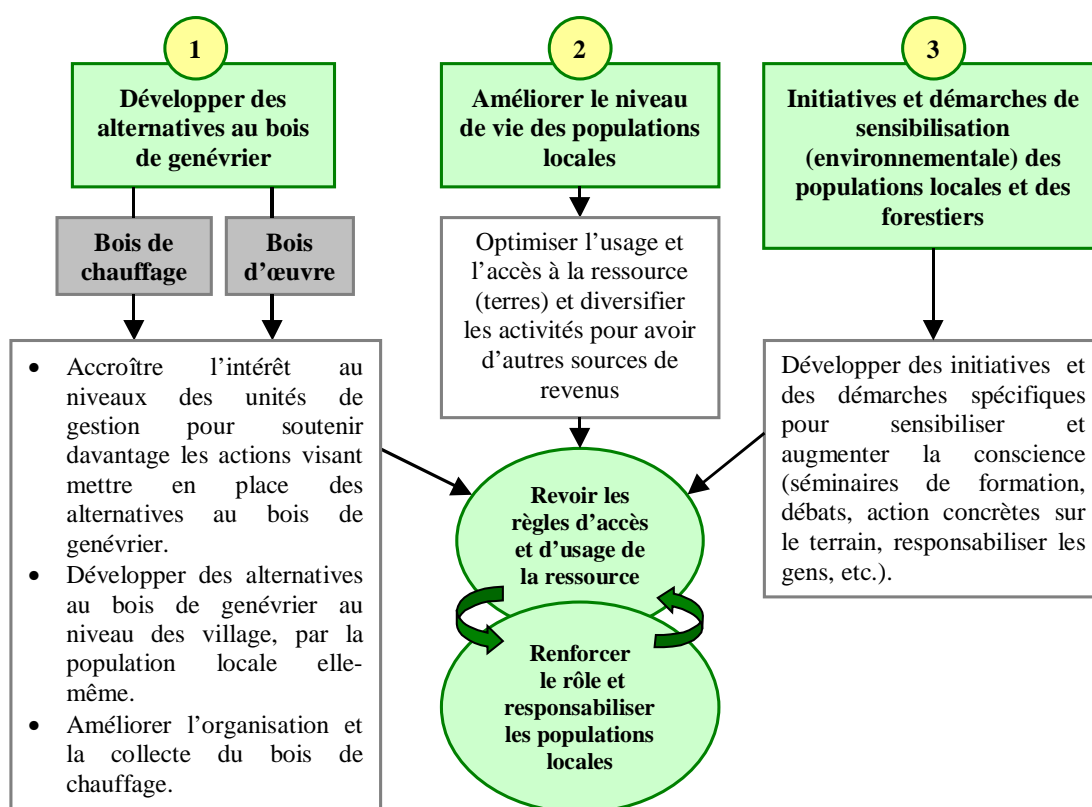 1
Développer des
alternatives au bois
de genévrier
Bois de
chauffage
Bois
d'œuvre
• Accroître l'intérêt au
niveaux des unités de
gestion pour soutenir
davantage les actions visant
mettre en place des
alternatives au bois de
genévrier.
• Développer des alternatives
au bois de genévrier au
niveau des village, par la
population locale elle-
même.
• Améliorer l'organisation et
la collecte du bois de
chauffage.
2
Améliorer le niveau
de vie des populations
locales
Optimiser l'usage et
l'accès à la ressource
(terres) et diversifier
les activités pour avoir
d'autres sources de
revenus
Revoir les
règles d'accès
et d'usage de
la ressource
Renforcer
le rôle et
responsabiliser
les populations
locales
3
Initiatives et démarches de
sensibilisation
(environnementale) des
populations locales et des
forestiers
Développer des initiatives et
des démarches spécifiques
pour sensibiliser et
augmenter la conscience
(séminaires de formation,
débats, action concrètes sur
le terrain, responsabiliser les
gens, etc.).